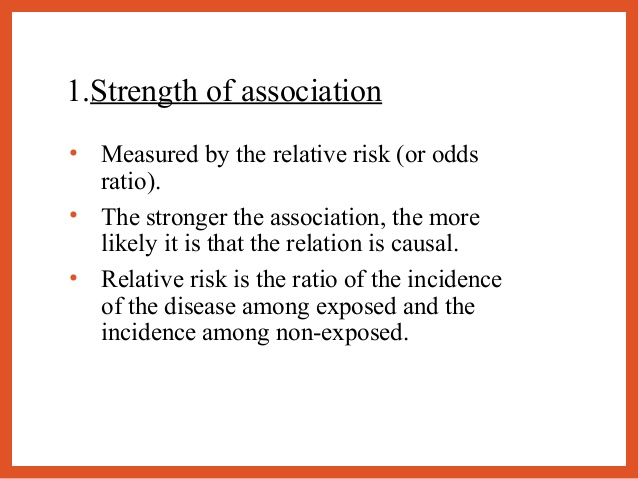 1.Strength of association
• Measured by the relative risk (or odds
ratio).
• The stronger the association, the more
likely it is that the relation is causal.
• Relative risk is the ratio of the incidence
of the disease among exposed and the
incidence among non-exposed.